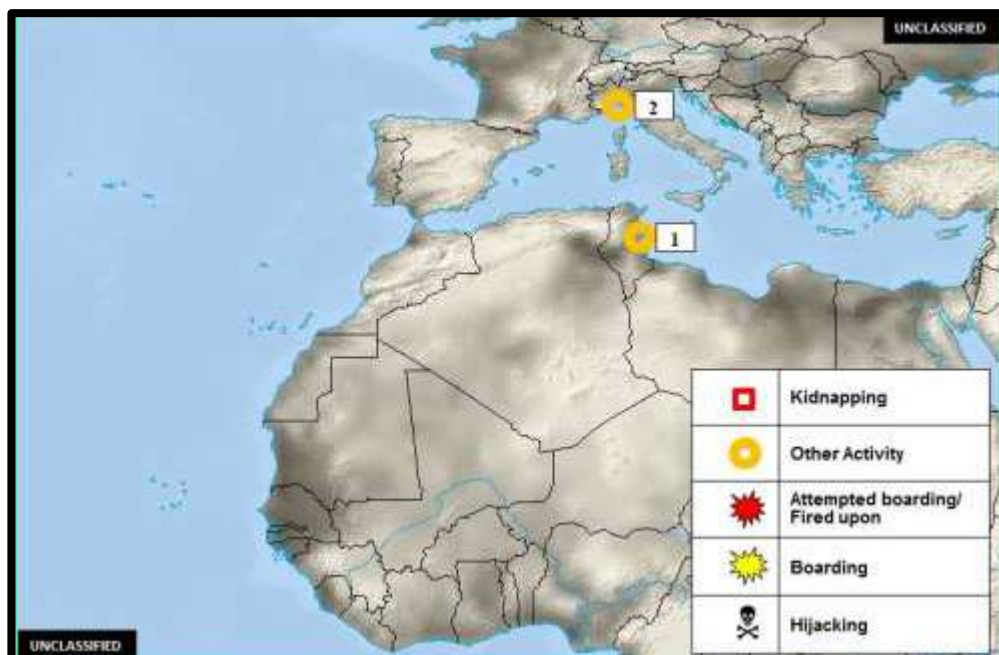 UNCLASSIFIED
2
1
Kidnapping
Other Activity
Attempted boarding/
Fired upon
Boarding
Hijacking
UNCLASSIFIED